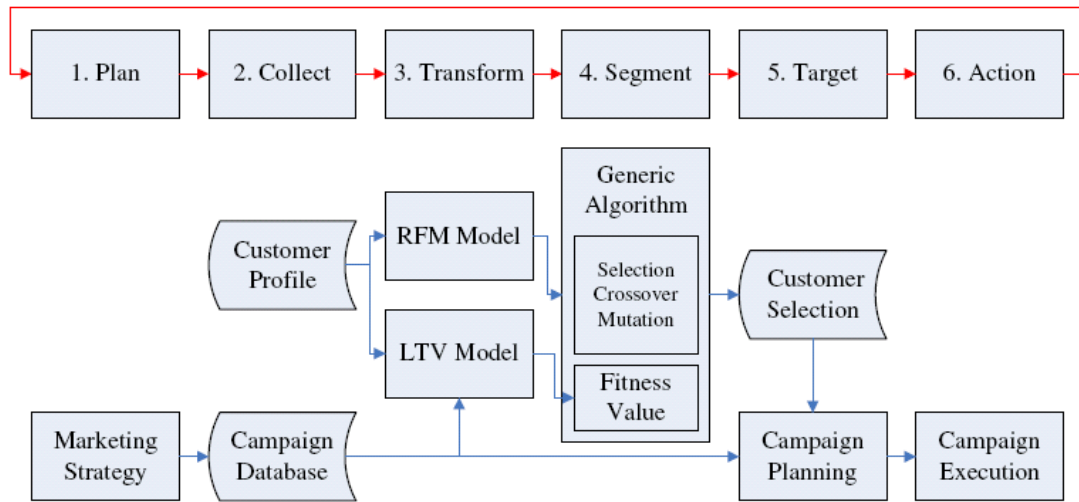 1. Plan
2. Collect
3. Transform
4. Segment
5. Target
6. Action
Generic
Algorithm
RFM Model
Customer
Profile
Selection
Crossover
Mutation
Customer
Selection
LTV Model
Fitness
Value
Marketing
Strategy
Campaign
Database
Campaign
Planning
Campaign
Execution